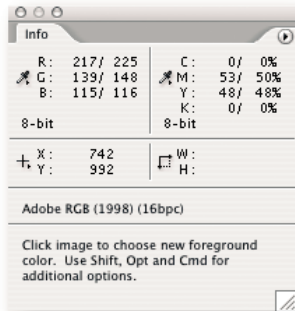 Info
R: 217/ 225 C: 0/ 0%
G: 139/ 148 M: 53/ 50%
B: 115/ 116 Y: 48/ 48%
K: 0/ 0%
8-bit 8-bit
X: 742 W:
Y: 992 H:
Adobe RGB (1998) (16bpc)
Click image to choose new foreground
color. Use Shift, Opt and Cmd for
additional options.